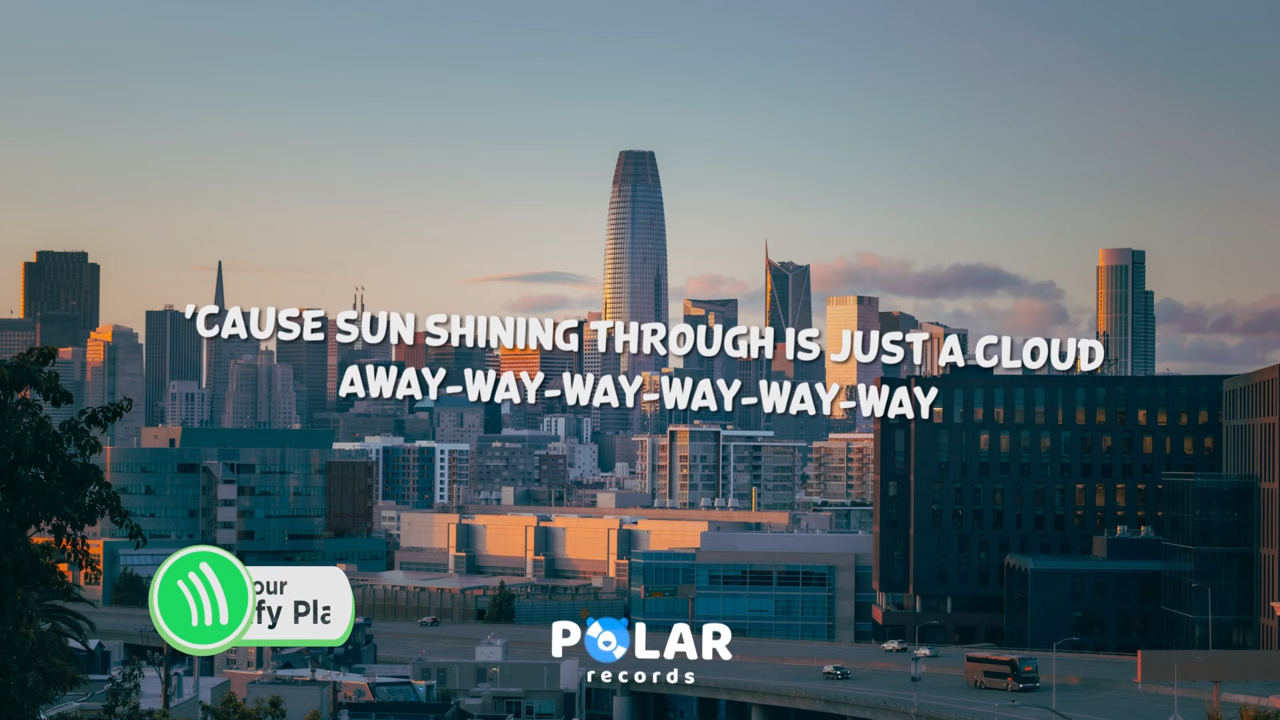 'CAUSE SUN SHINING THROUGH IS JUST A CLOUD
AWAY-WAY-WAY-WAY-WAY-WAY
our
fy Pla
POLAR
records